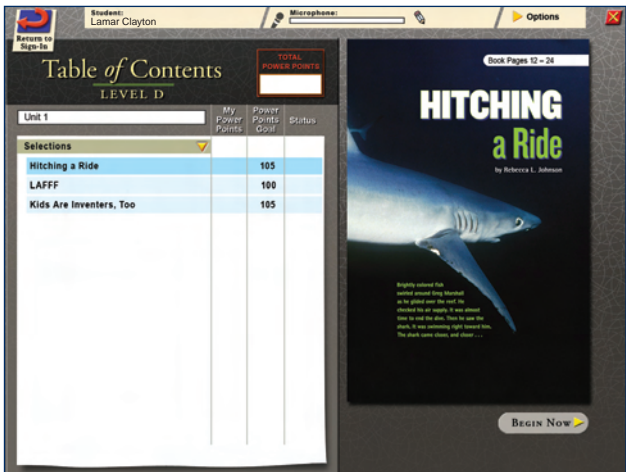 Student:
Lamar Clayton
Microphone:
Options
Return to
Sign-In
Table of Contents
LEVEL D
TOTAL
POWER POINTS
Unit 1
My
Power
Points
Power
Points
Goal
Status
Selections
Hitching a Ride 105
LAFFF 100
Kids Are Inventers, Too 105
Book Pages 12 – 24
HITCHING
a Ride
by Rebecca L. Johnson
Brightly colored fish
swirled around Greg Marshall
as he glided over the reef. He
checked his air supply. It was almost
time to end the dive. Then he saw the
shark. It was swimming right toward him.
The shark came closer, and closer . . .
BEGIN NOW